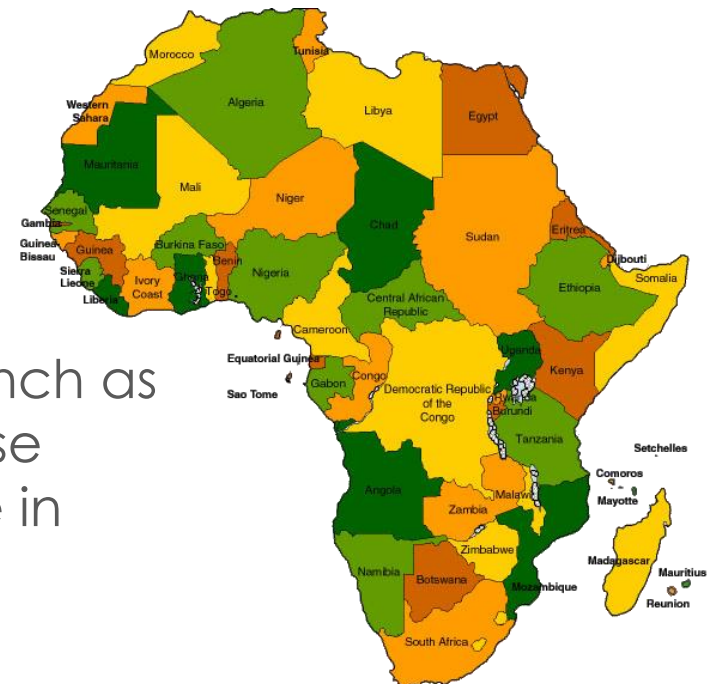 Morocco
Tunisia
Algeria
Libya
Egypt
Western
Sahara
Mauritania
Mali
Niger
Chad
Sudan
Eritrea
Djibouti
Somalia
Ethiopia
Senegal
Gambia
Guinea-
Bissau
Guinea
Sierra
Leone
Liberia
Ivory
Coast
Burkina Faso
Ghana
Togo
Benin
Nigeria
Cameroon
Central African
Republic
Equatorial Guinea
Sao Tome
Gabon
Congo
Democratic Republic
of the
Congo
Uganda
Kenya
Rwanda
Burundi
Tanzania
Setchelles
Comoros
Mayotte
Angola
Zambia
Malawi
Zimbabwe
Mozambique
Madagascar
Mauritius
Reunion
Namibia
Botswana
South Africa
nch as
se
e in